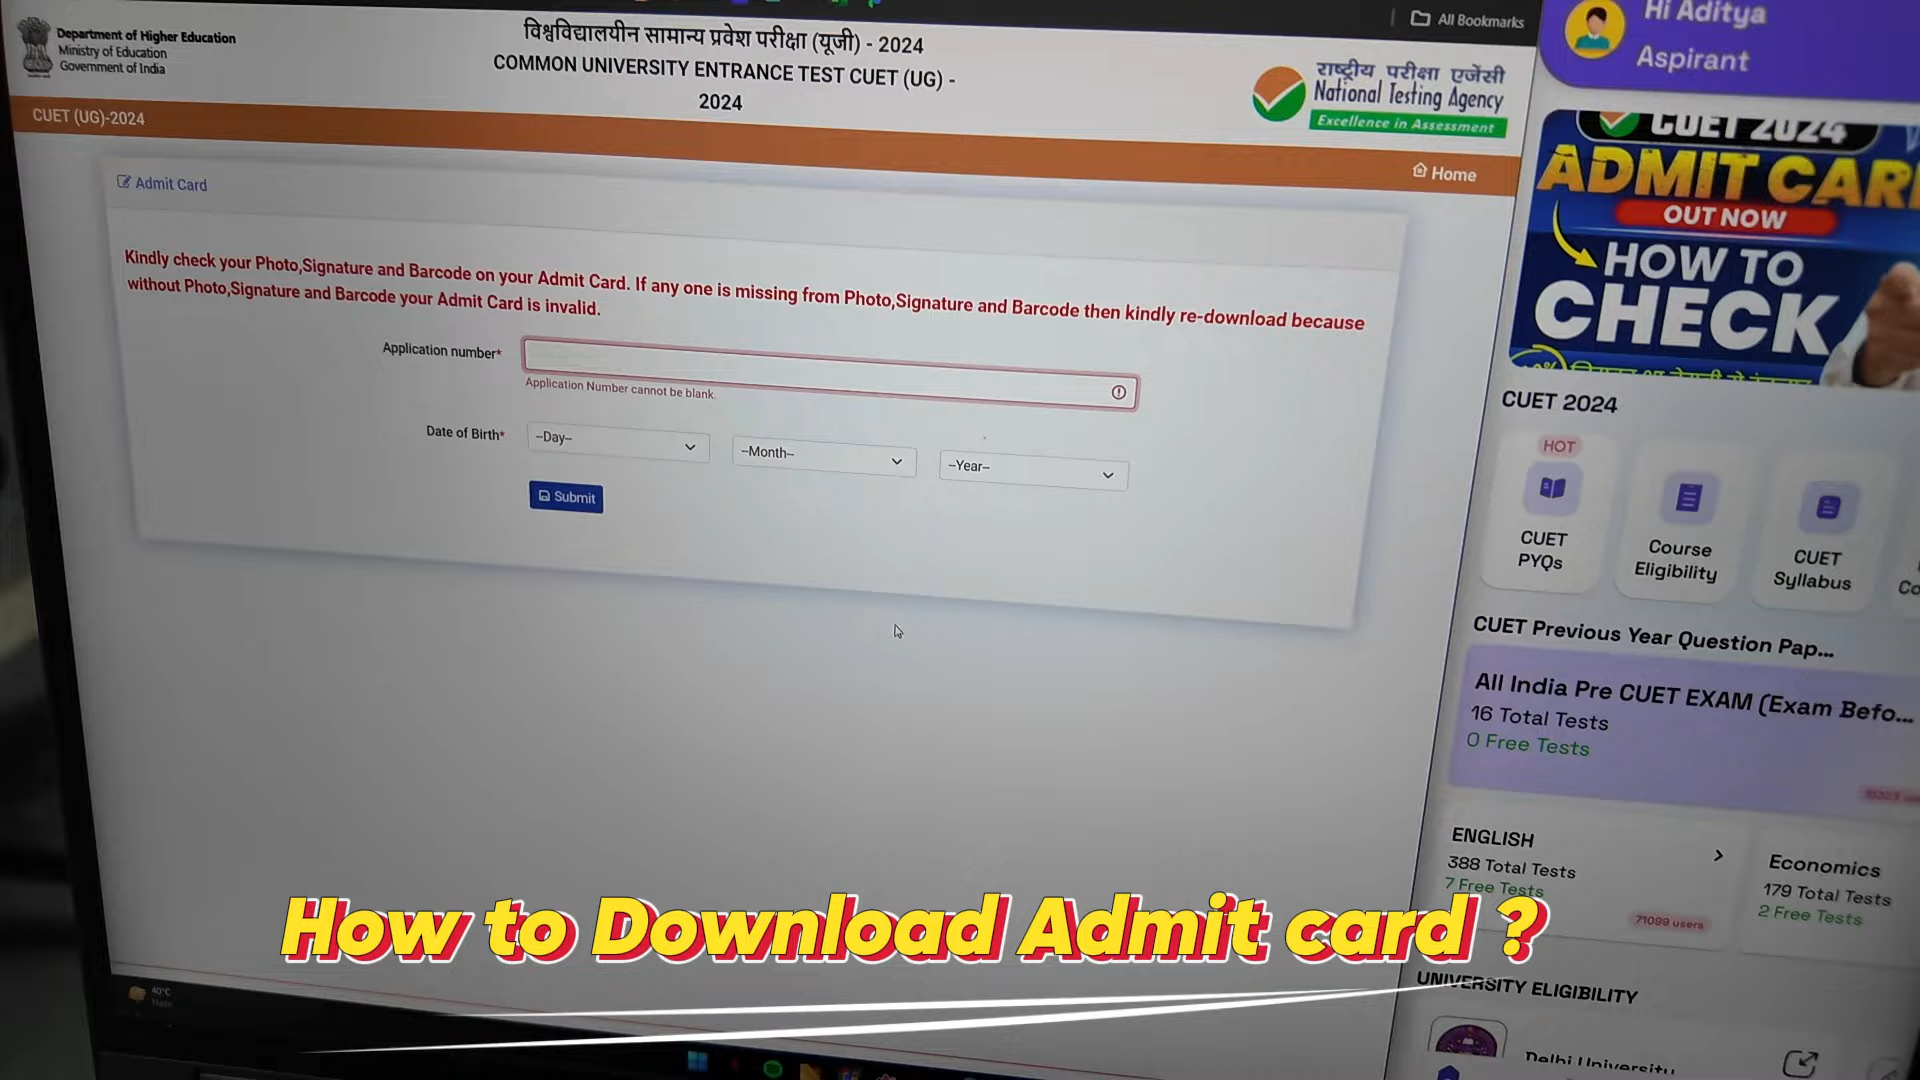 All Bookmarks
Department of Higher Education
Ministry of Education
Government of India
विश्वविद्यालयीन सामान्य प्रवेश परीक्षा (यूजी) - 2024
COMMON UNIVERSITY ENTRANCE TEST CUET (UG) -
2024
राष्ट्रीय परीक्षा एजेंसी
National Testing Agency
Excellence in Assessment
CUET (UG)-2024
Home
Admit Card
Kindly check your Photo,Signature and Barcode on your Admit Card. If any one is missing from Photo,Signature and Barcode then kindly re-download because
without Photo,Signature and Barcode your Admit Card is invalid.
Application number*
Application Number cannot be blank.
Date of Birth*
--Day--
--Month--
--Year--
Submit
Hi Aditya
Aspirant
CUET 2024
ADMIT CAR
OUT NOW
HOW TO
CHECK
CUET 2024
HOT
CUET
PYQs
Course
Eligibility
CUET
Syllabus
Co
CUET Previous Year Question Pap...
All India Pre CUET EXAM (Exam Befo...
16 Total Tests
0 Free Tests
ENGLISH
388 Total Tests
7 Free Tests
71099 users
Economics
179 Total Tests
2 Free Tests
UNIVERSITY ELIGIBILITY
Delhi University
How to Download Admit card ?
40°C
Haze